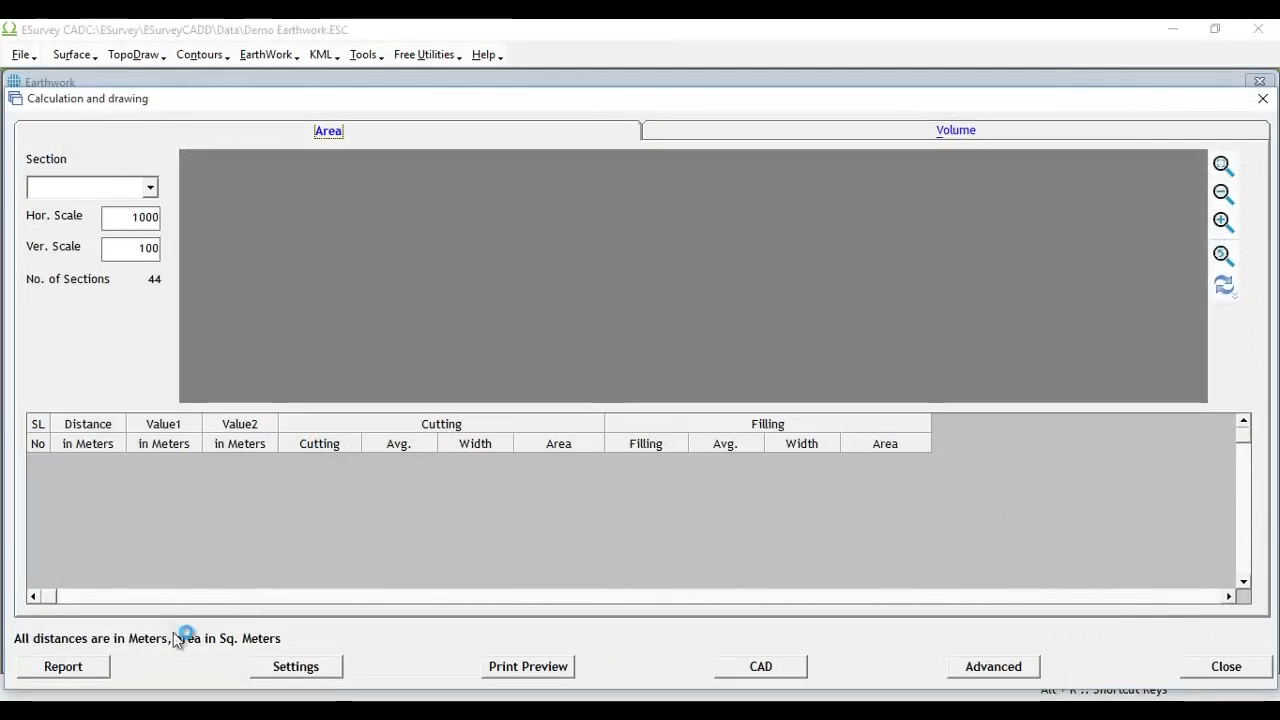 ESurvey CADC:\ESurvey\ESurveyCADD\Data\Demo Earthwork.ESC
File Surface TopoDraw Contours EarthWork KML Tools Free Utilities Help
Earthwork
Calculation and drawing
Area Volume
Section
Hor. Scale 1000
Ver. Scale 100
No. of Sections 44
SL Distance Value1 Value2 Cutting Filling
No in Meters in Meters in Meters Cutting Avg. Width Area Filling Avg. Width Area
All distances are in Meters, Area in Sq. Meters
Report Settings Print Preview CAD Advanced Close
Alt + K :: Shortcut Keys